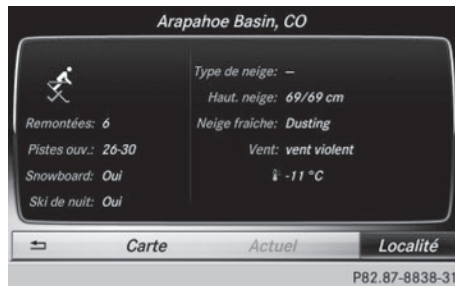 Arapahoe Basin, CO
Type de neige: –
Haut. neige: 69/69 cm
Remontées: 6
Neige fraîche: Dusting
Pistes ouv.: 26-30
Vent: vent violent
Snowboard: Oui
-11 °C
Ski de nuit: Oui
Carte
Actuel
Localité
P82.87-8838-31